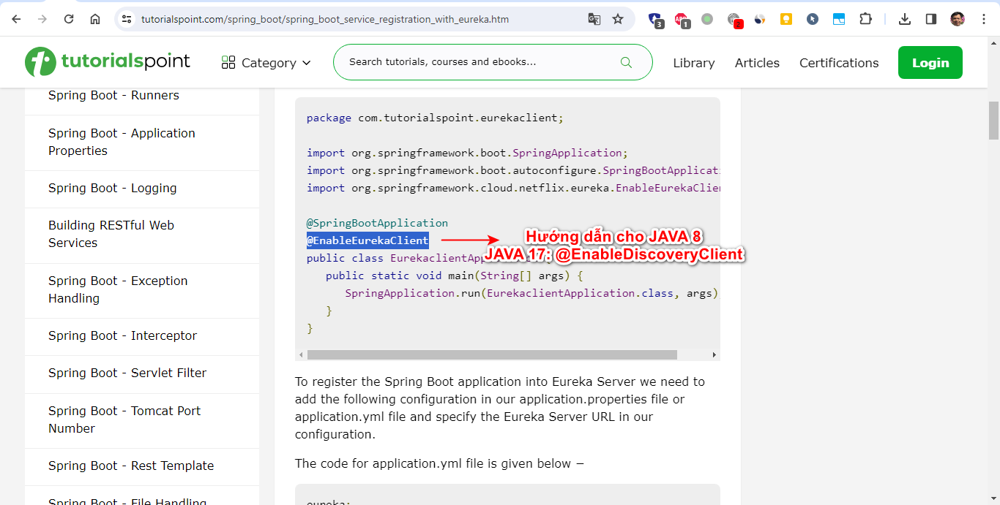 tutorialspoint.com/spring_boot/spring_boot_service_registration_with_eureka.htm
3
1
2
tutorialspoint
Category
Search tutorials, courses and ebooks...
Library
Articles
Certifications
Login
Spring Boot - Runners
Spring Boot - Application
Properties
Spring Boot - Logging
Building RESTful Web
Services
Spring Boot - Exception
Handling
Spring Boot - Interceptor
Spring Boot - Servlet Filter
Spring Boot - Tomcat Port
Number
Spring Boot - Rest Template
Spring Boot - File Handling
package com.tutorialspoint.eurekaclient;
import org.springframework.boot.SpringApplication;
import org.springframework.boot.autoconfigure.SpringBootApplicati
import org.springframework.cloud.netflix.eureka.EnableEurekaClien
@SpringBootApplication
@EnableEurekaClient
Hướng dẫn cho JAVA 8
JAVA 17: @EnableDiscoveryClient
public class EurekaclientApp
public static void main(String[] args) {
SpringApplication.run(EurekaclientApplication.class, args)
}
}
To register the Spring Boot application into Eureka Server we need to
add the following configuration in our application.properties file or
application.yml file and specify the Eureka Server URL in our
configuration.
The code for application.yml file is given below −
eureka: